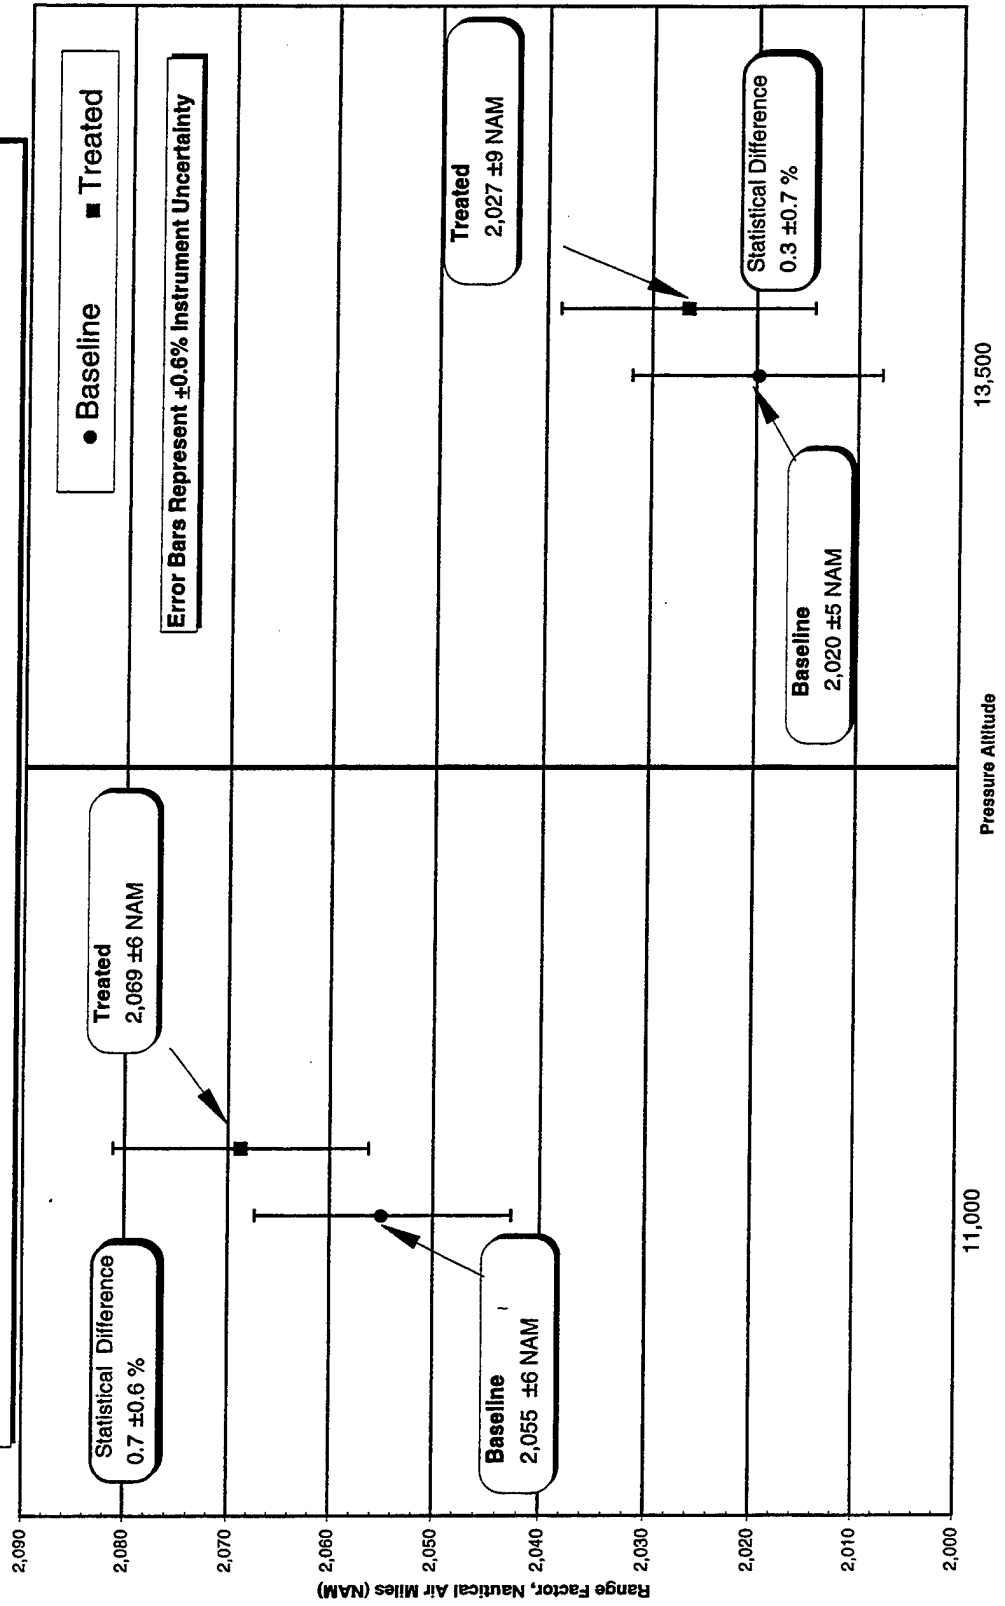 ● Baseline ■ Treated
Error Bars Represent ±0.6% Instrument Uncertainty
Statistical Difference
0.7 ±0.6 %
Treated
2,069 ±6 NAM
Baseline
2,055 ±6 NAM
Treated
2,027 ±9 NAM
Statistical Difference
0.3 ±0.7 %
Baseline
2,020 ±5 NAM
Range Factor, Nautical Air Miles (NAM)
2,090
2,080
2,070
2,060
2,050
2,040
2,030
2,020
2,010
2,000
11,000
13,500
Pressure Altitude